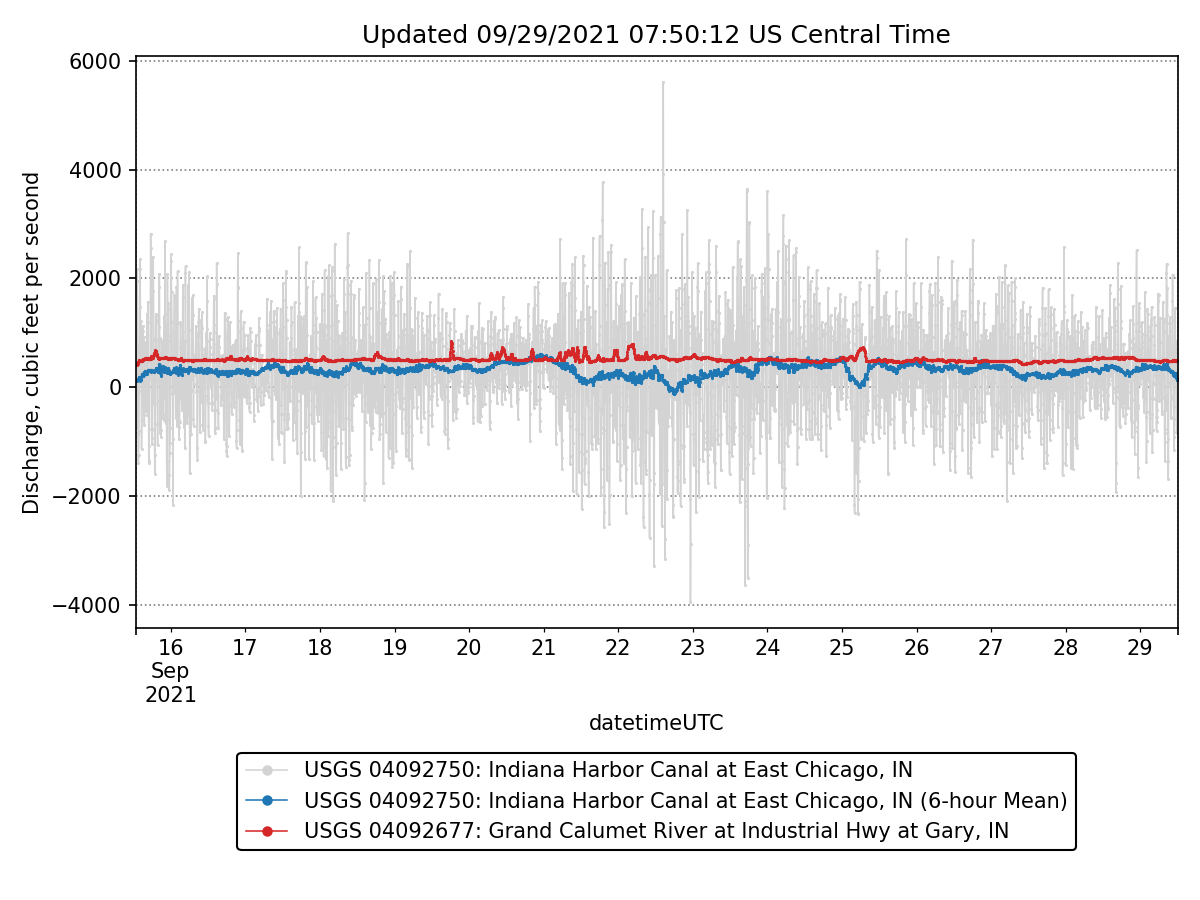 Updated 09/29/2021 07:50:12 US Central Time
Discharge, cubic feet per second
6000
4000
2000
0
−2000
−4000
16 17 18 19 20 21 22 23 24 25 26 27 28 29
Sep
2021
datetimeUTC
USGS 04092750: Indiana Harbor Canal at East Chicago, IN
USGS 04092750: Indiana Harbor Canal at East Chicago, IN (6-hour Mean)
USGS 04092677: Grand Calumet River at Industrial Hwy at Gary, IN